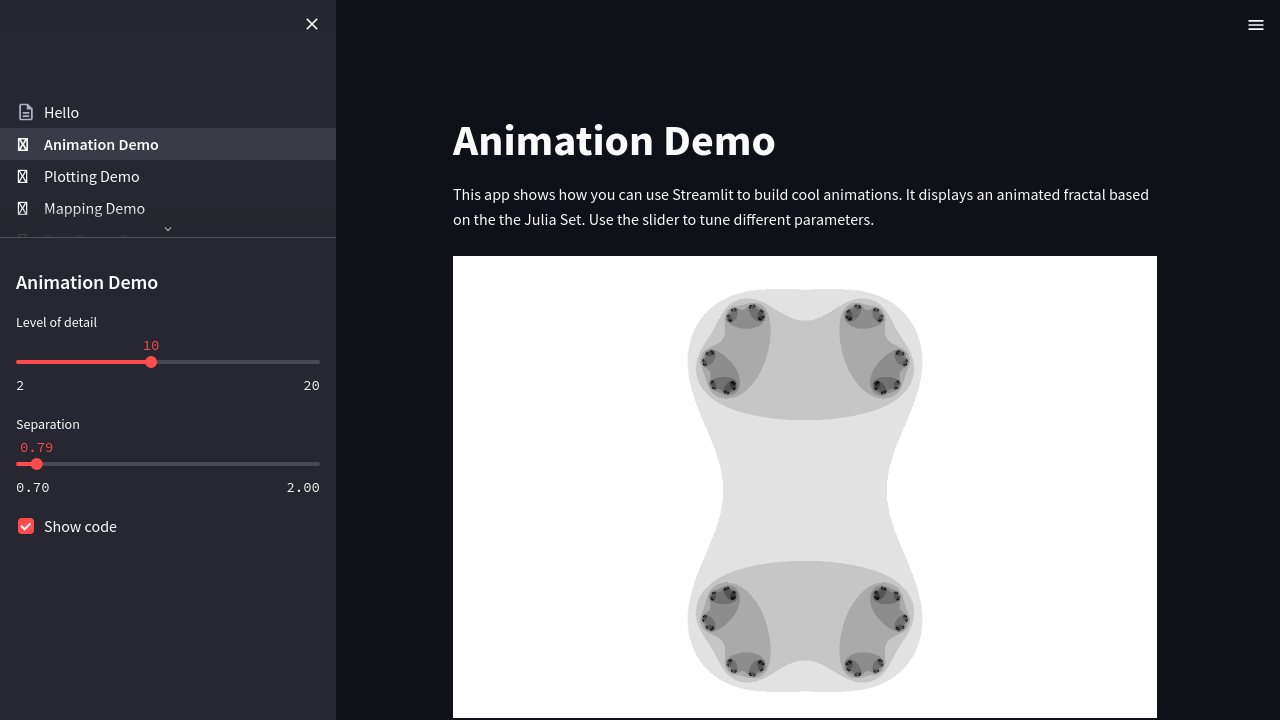 Hello
Animation Demo
Plotting Demo
Mapping Demo
Animation Demo
Level of detail
10
2 20
Separation
0.79
0.70 2.00
Show code
Animation Demo
This app shows how you can use Streamlit to build cool animations. It displays an animated fractal based
on the the Julia Set. Use the slider to tune different parameters.